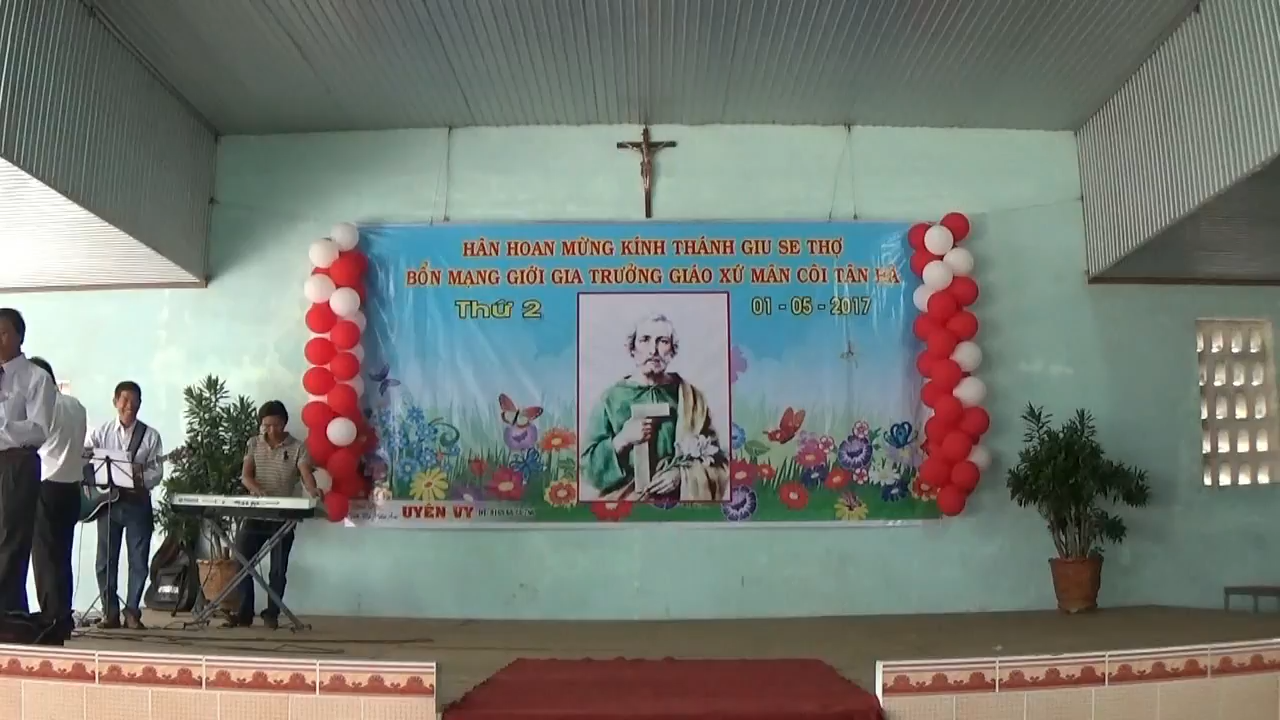 HÂN HOAN MỪNG KÍNH THÁNH GIU SE THỢ
BỔN MẠNG GIỚI GIA TRƯỞNG GIÁO XỨ MÂN CÔI TÂN HÀ
Thứ 2
01 - 05 - 2017
UYÊN VY